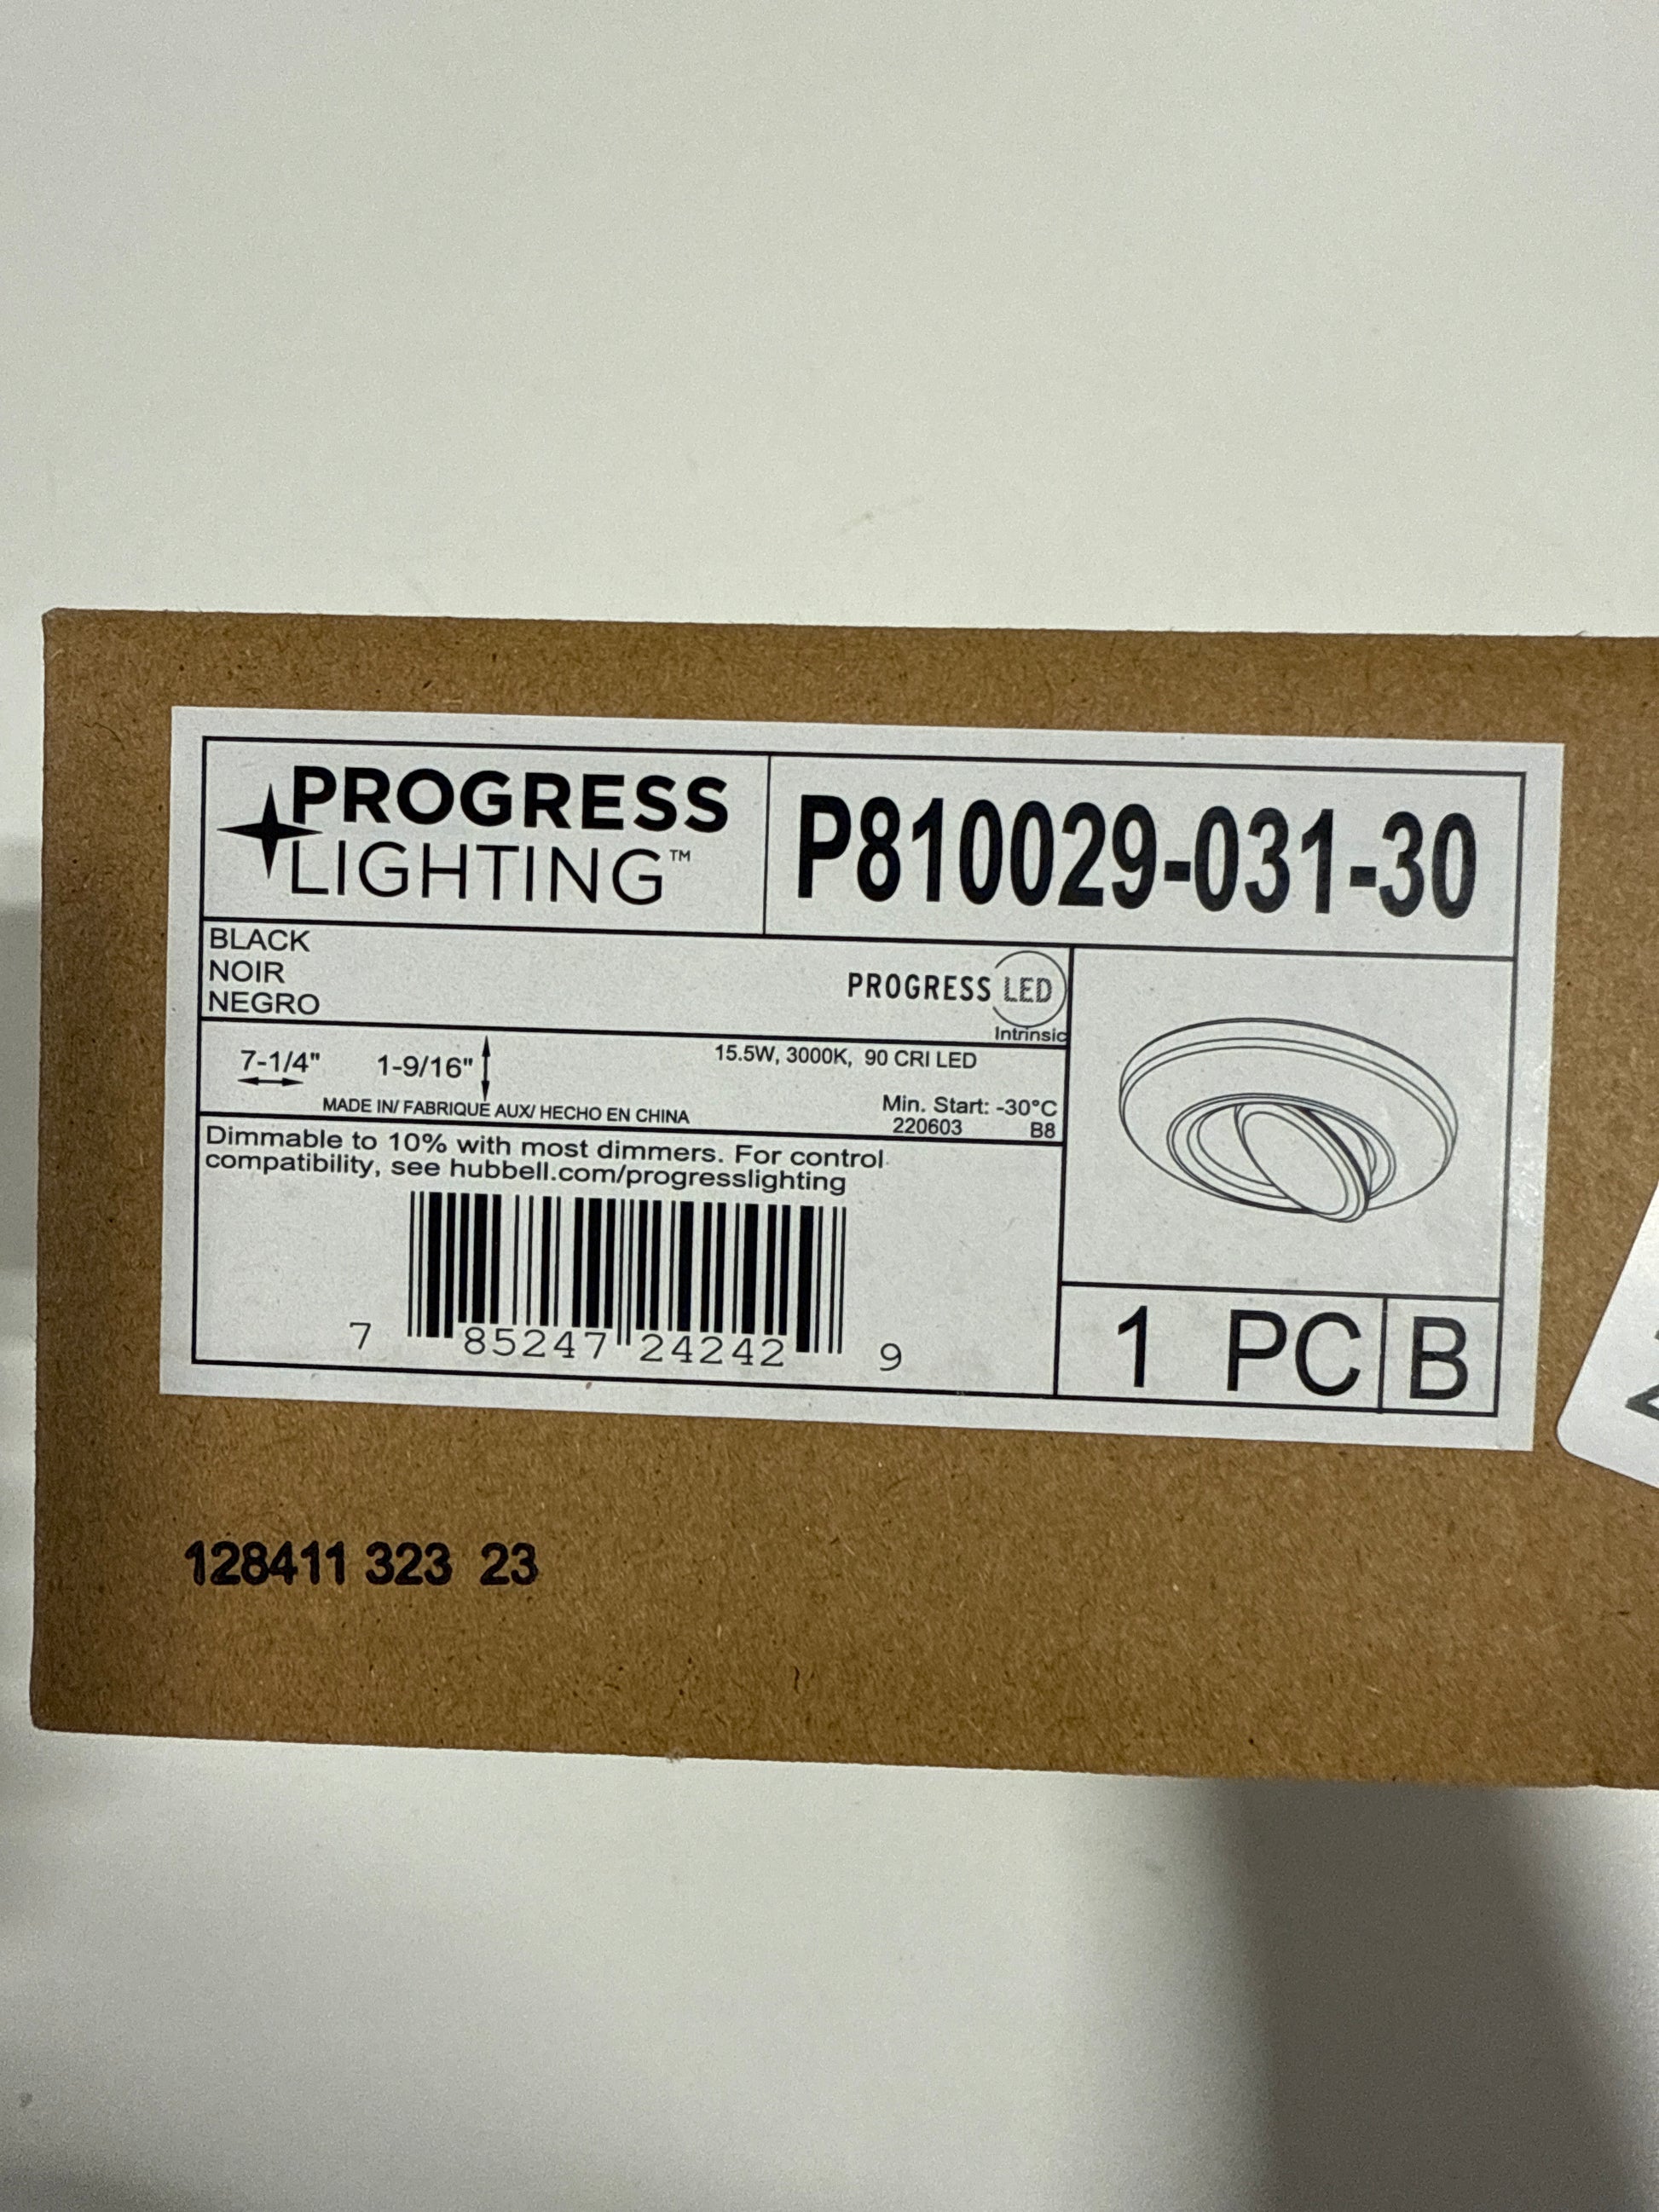 PROGRESS
LIGHTING™
P810029-031-30
BLACK
NOIR
NEGRO
PROGRESS LED
Intrinsic
7-1/4" 1-9/16"
15.5W, 3000K, 90 CRI LED
MADE IN/ FABRIQUÉ AUX/ HECHO EN CHINA
Min. Start: -30°C
220603 B8
Dimmable to 10% with most dimmers. For control
compatibility, see hubbell.com/progresslighting
7 85247 24242 9
1 PC B
128411 323 23